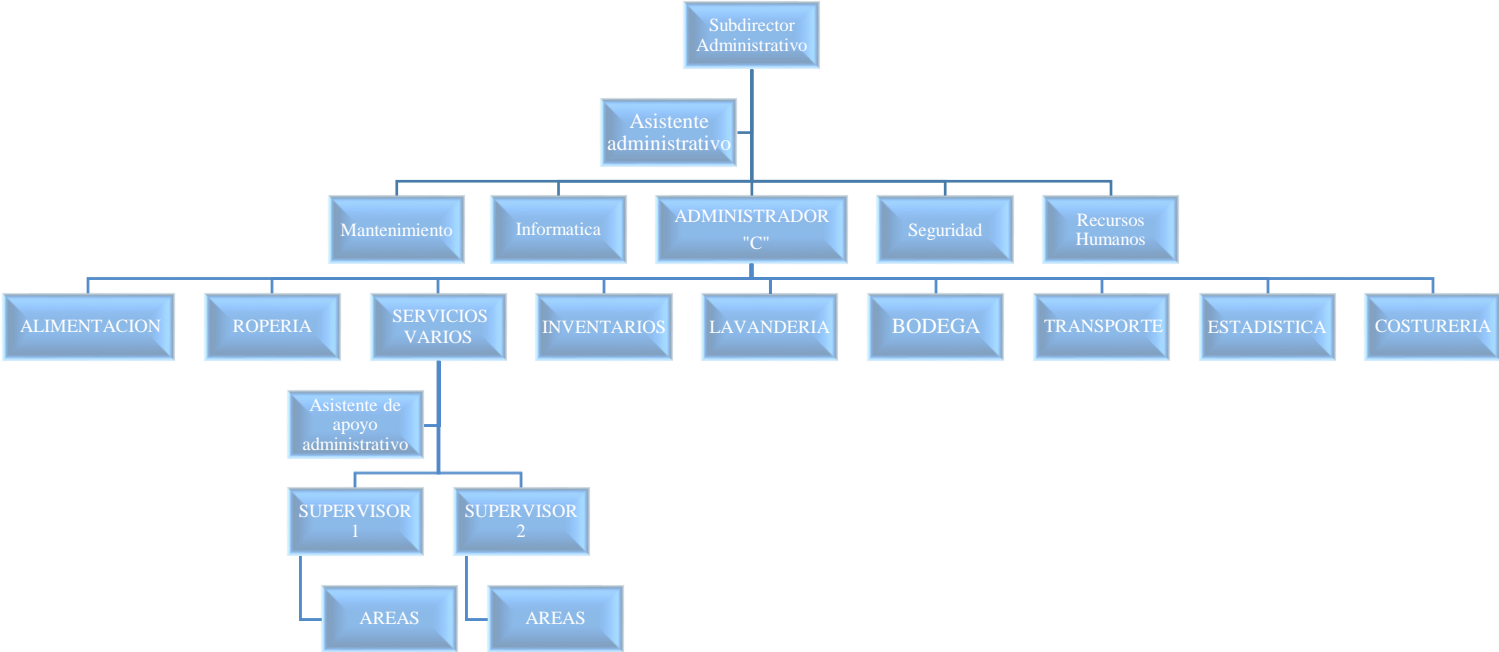 Subdirector
Administrativo
Asistente
administrativo
Mantenimiento
Informatica
ADMINISTRADOR
"C"
Seguridad
Recursos
Humanos
ALIMENTACION
ROPERIA
SERVICIOS
VARIOS
INVENTARIOS
LAVANDERIA
BODEGA
TRANSPORTE
ESTADISTICA
COSTURERIA
Asistente de
apoyo
administrativo
SUPERVISOR
1
SUPERVISOR
2
AREAS
AREAS